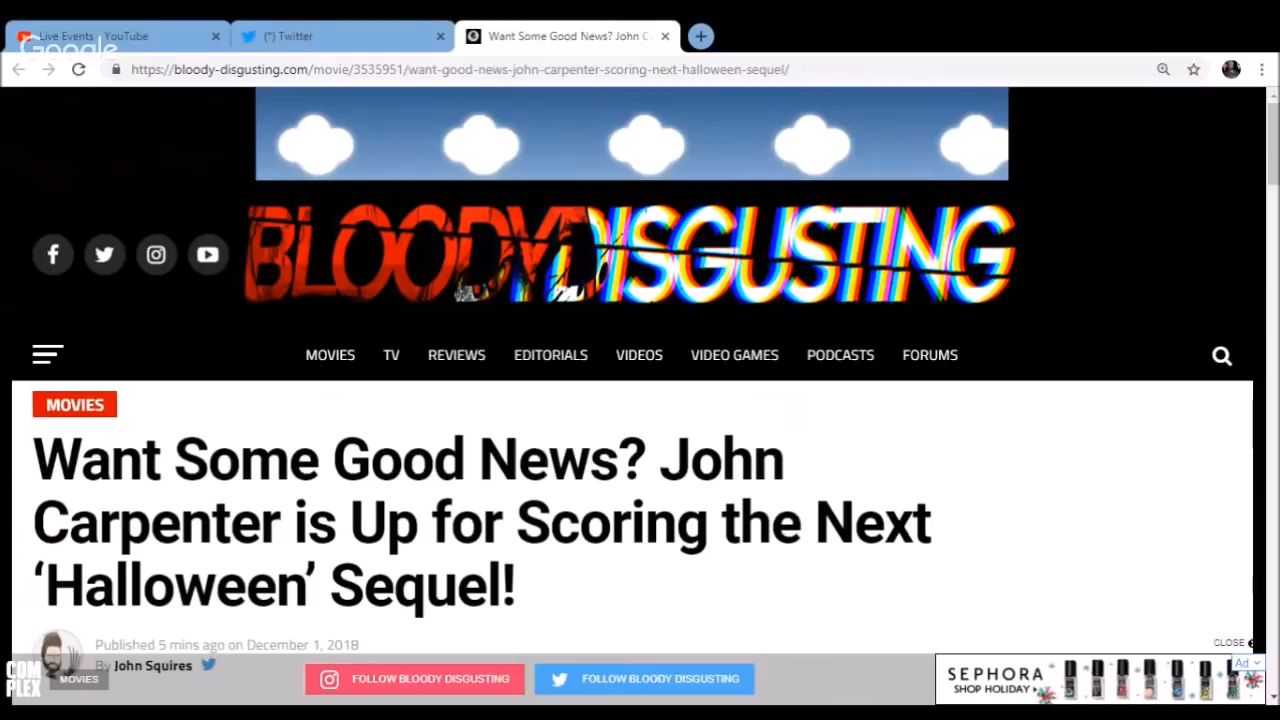 Live Events - YouTube
(*) Twitter
Want Some Good News? John C
Google
https://bloody-disgusting.com/movie/3535951/want-good-news-john-carpenter-scoring-next-halloween-sequel/
BLOODY DISGUSTING
MOVIES TV REVIEWS EDITORIALS VIDEOS VIDEO GAMES PODCASTS FORUMS
MOVIES
Want Some Good News? John
Carpenter is Up for Scoring the Next
‘Halloween’ Sequel!
Published 5 mins ago on December 1, 2018
By John Squires
CLOSE
COMPLEX
MOVIES
FOLLOW BLOODY DISGUSTING
FOLLOW BLOODY DISGUSTING
SEPHORA
SHOP HOLIDAY
Ad